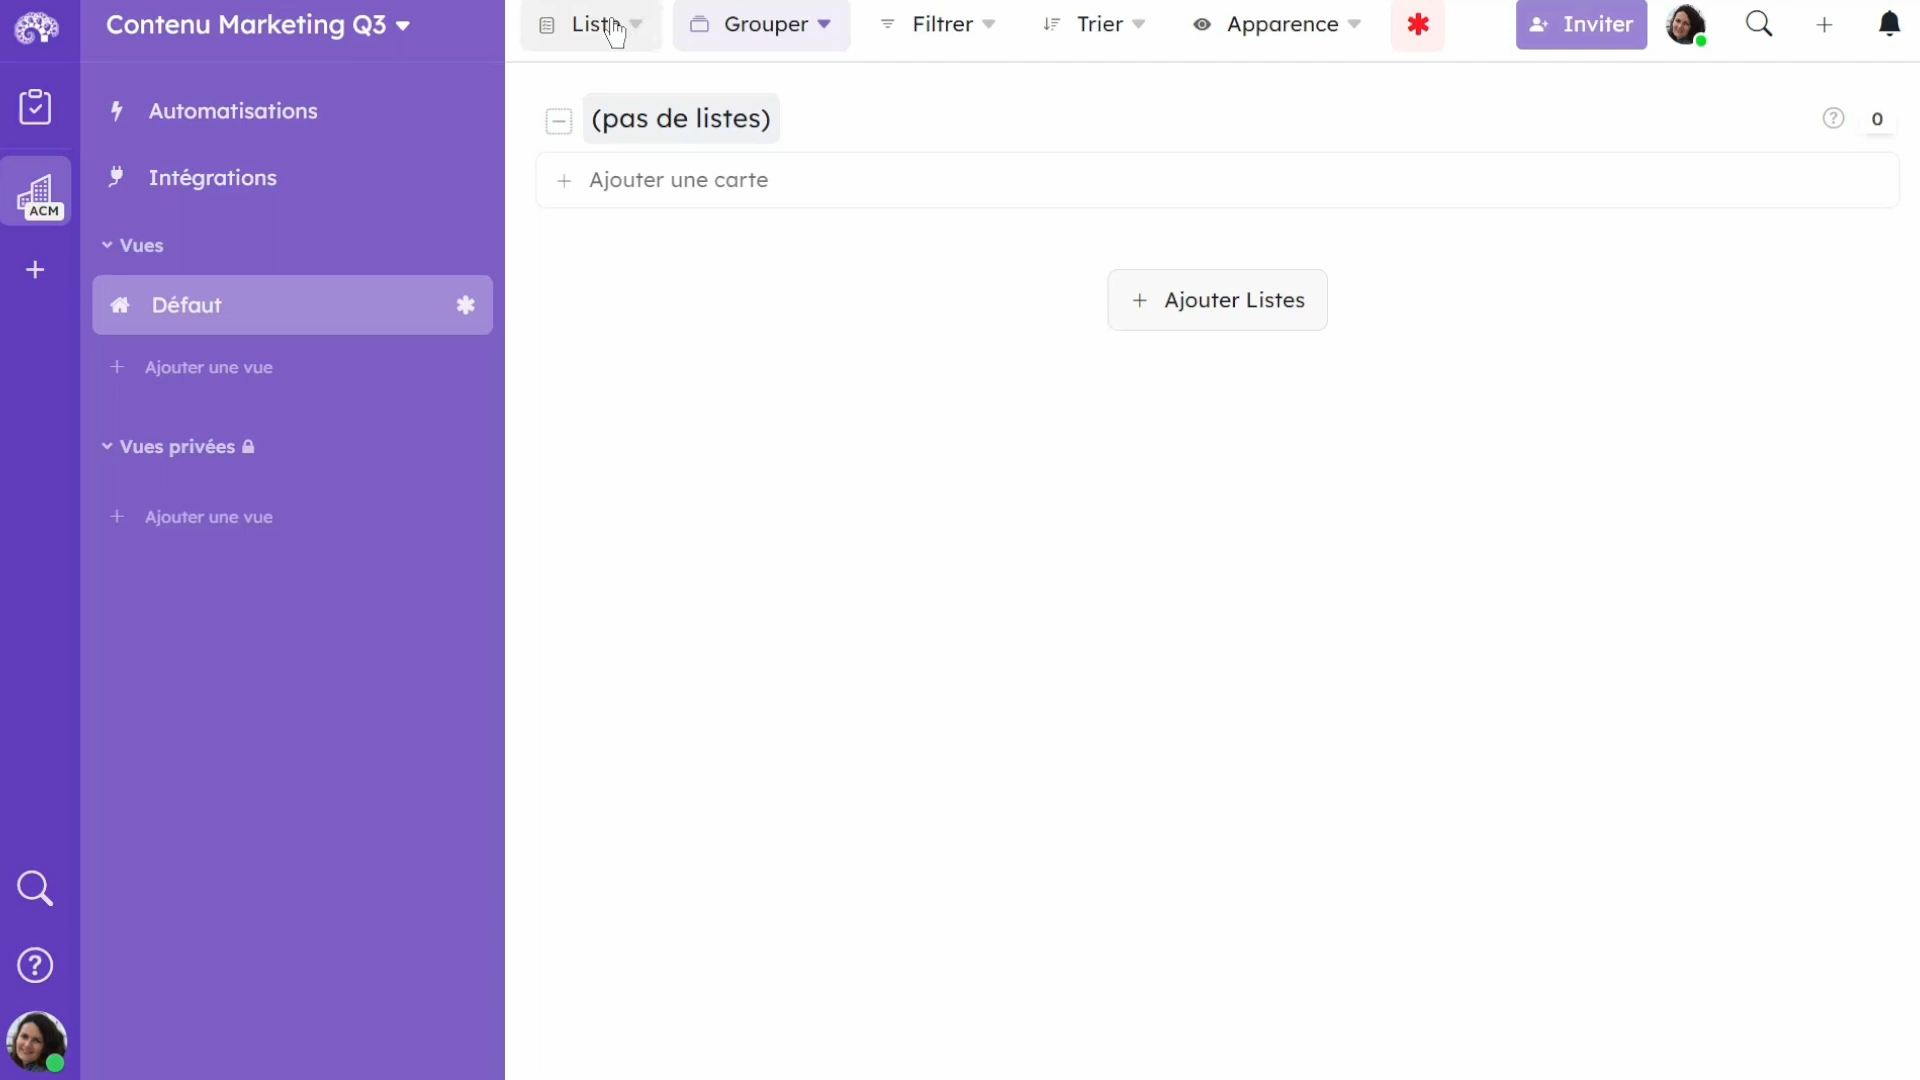 Contenu Marketing Q3
Grouper
Filtrer
Trier
Apparence
Inviter
Automatisations
(pas de listes)
0
Intégrations
Ajouter une carte
ACM
Vues
Défaut
Ajouter Listes
Ajouter une vue
Vues privées
Ajouter une vue